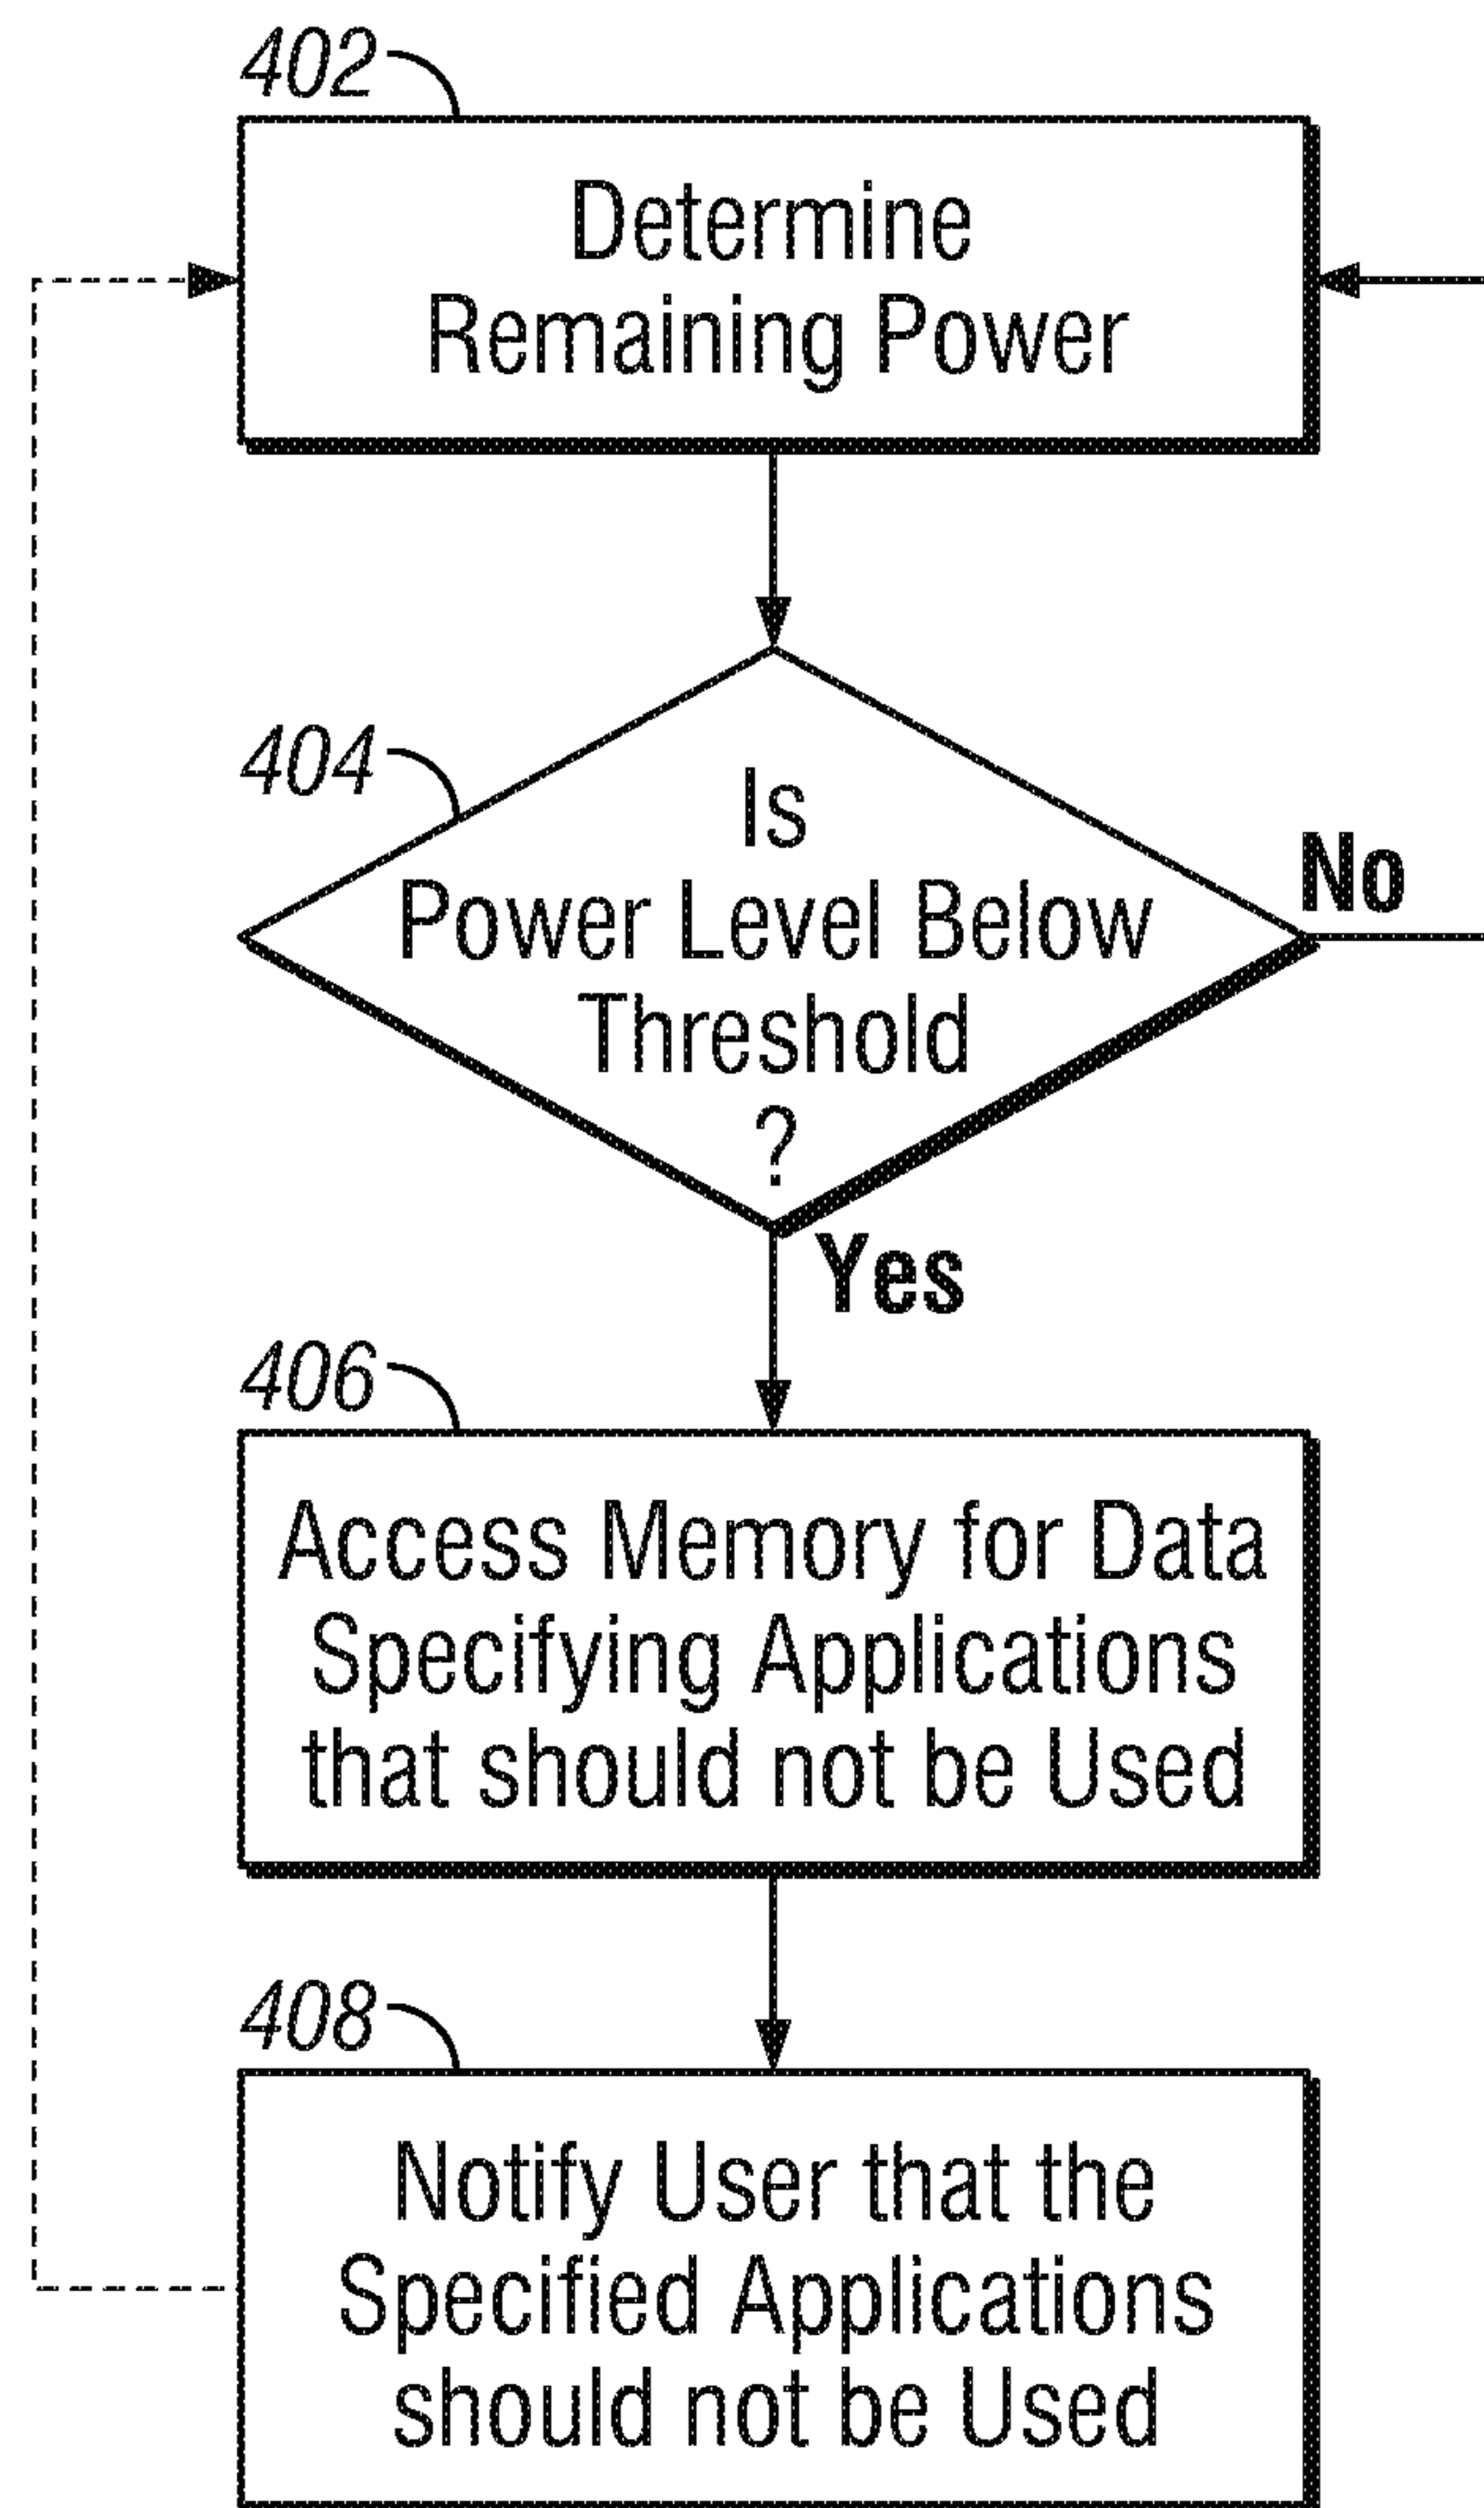 402
Determine
Remaining Power
404
Is
Power Level Below
Threshold
?
No
Yes
406
Access Memory for Data
Specifying Applications
that should not be Used
408
Notify User that the
Specified Applications
should not be Used